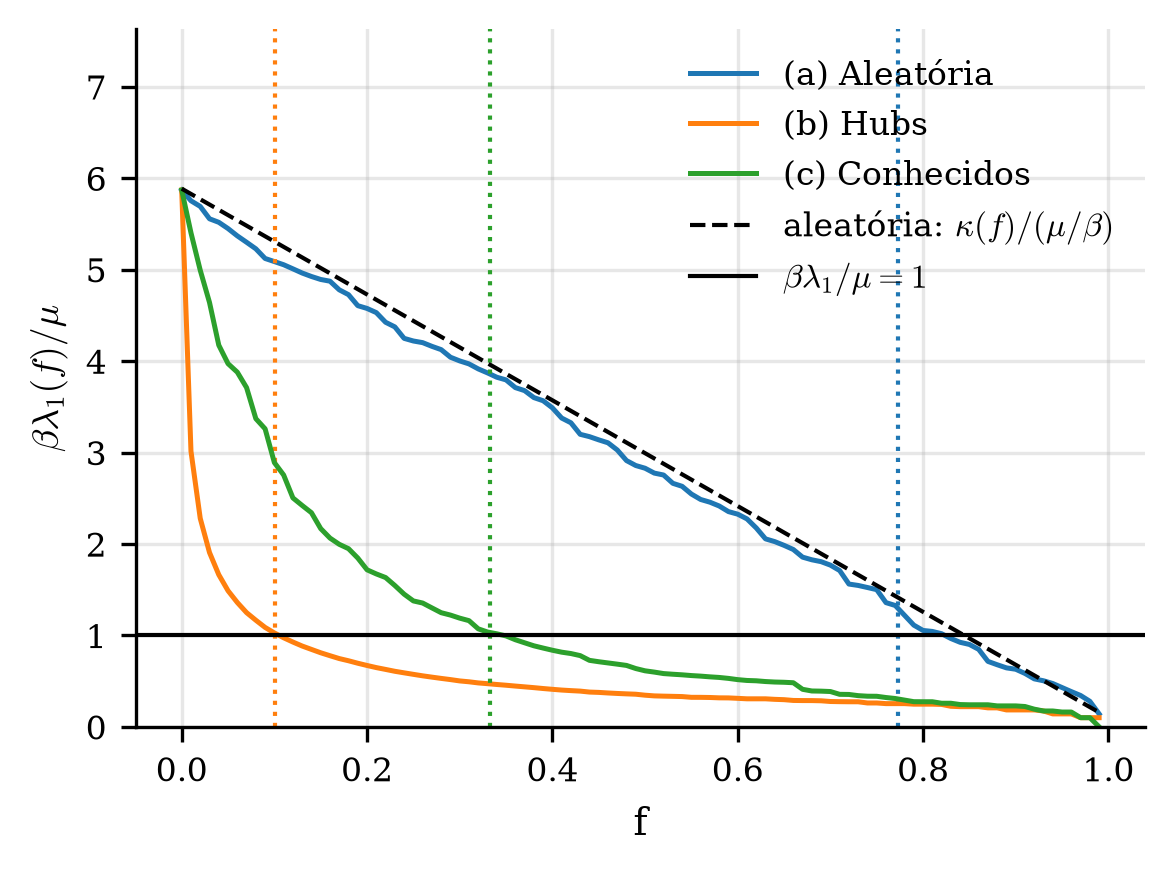 7
6
5
4
3
2
1
0
βλ₁(f)/μ
(a) Aleatória
(b) Hubs
(c) Conhecidos
aleatória: κ(f)/(μ/β)
βλ₁/μ = 1
0.0 0.2 0.4 0.6 0.8 1.0
f